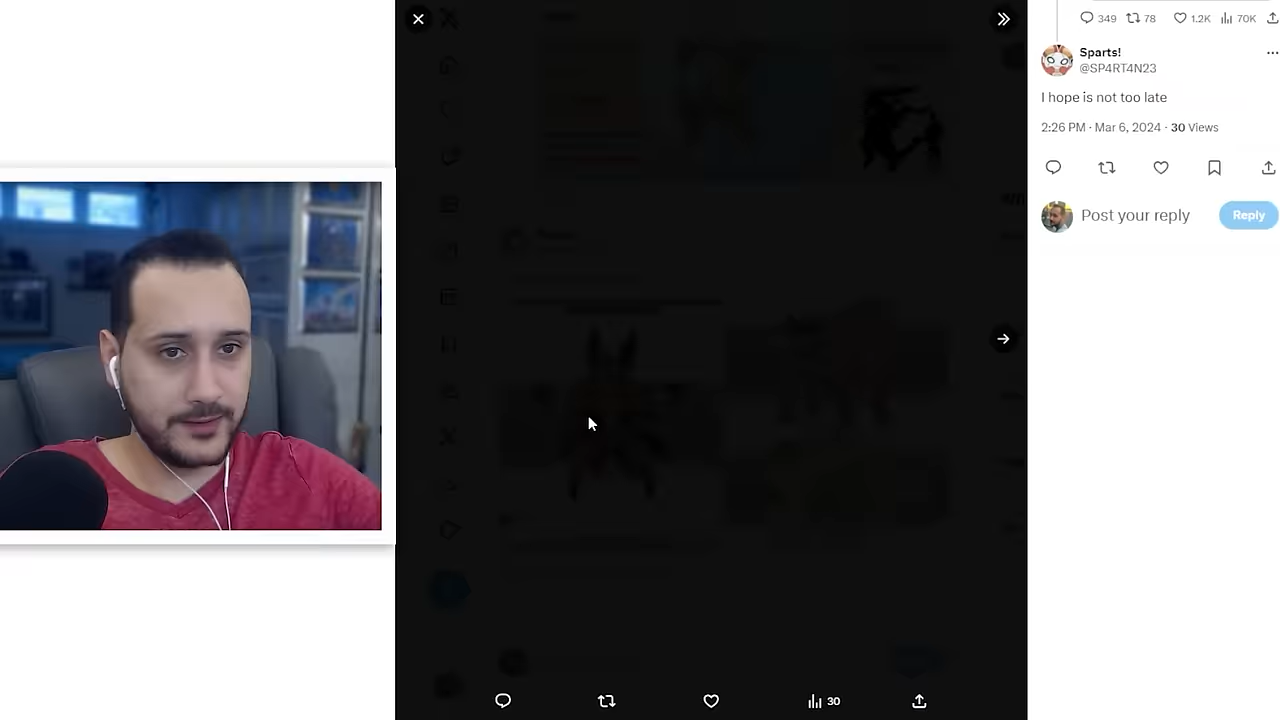 349 78 1.2K 70K
Sparts!
@SP4RT4N23
I hope is not too late
2:26 PM · Mar 6, 2024 · 30 Views
Post your reply
Reply
30